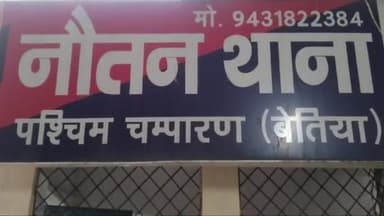 मो. 9431822384
नौतन थाना
पश्चिम चम्पारण (बेतिया)